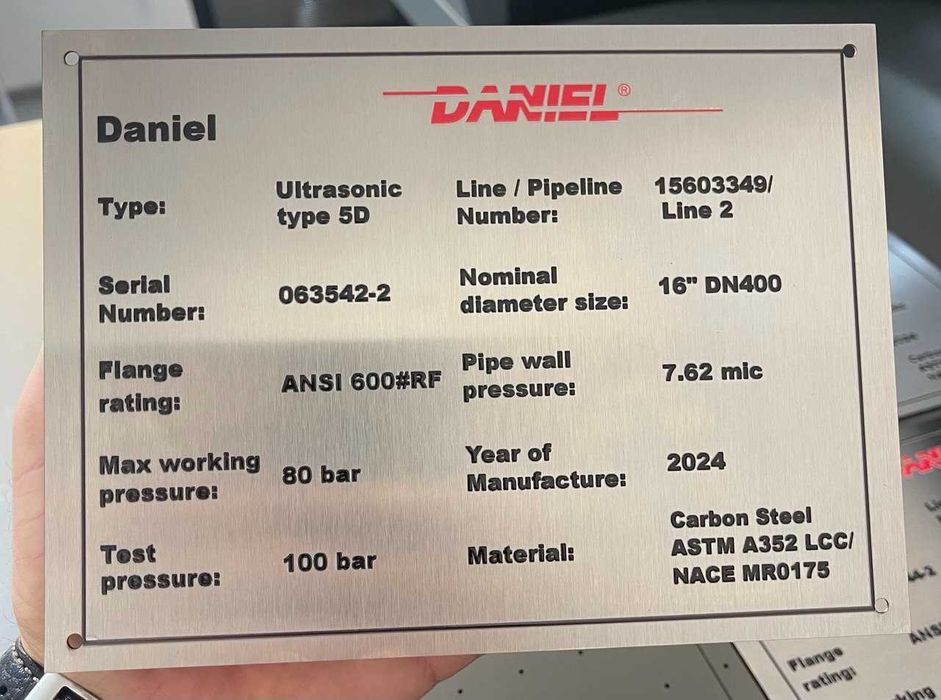 DANIEL®
Daniel
Type:
Ultrasonic
type 5D
Line / Pipeline
Number:
15603349/
Line 2
Serial
Number:
063542-2
Nominal
diameter size:
16" DN400
Flange
rating:
ANSI 600#RF
Pipe wall
pressure:
7.62 mic
Max working
pressure:
80 bar
Year of
Manufacture:
2024
Test
pressure:
100 bar
Material:
Carbon Steel
ASTM A352 LCC/
NACE MR0175
Flange
rating: